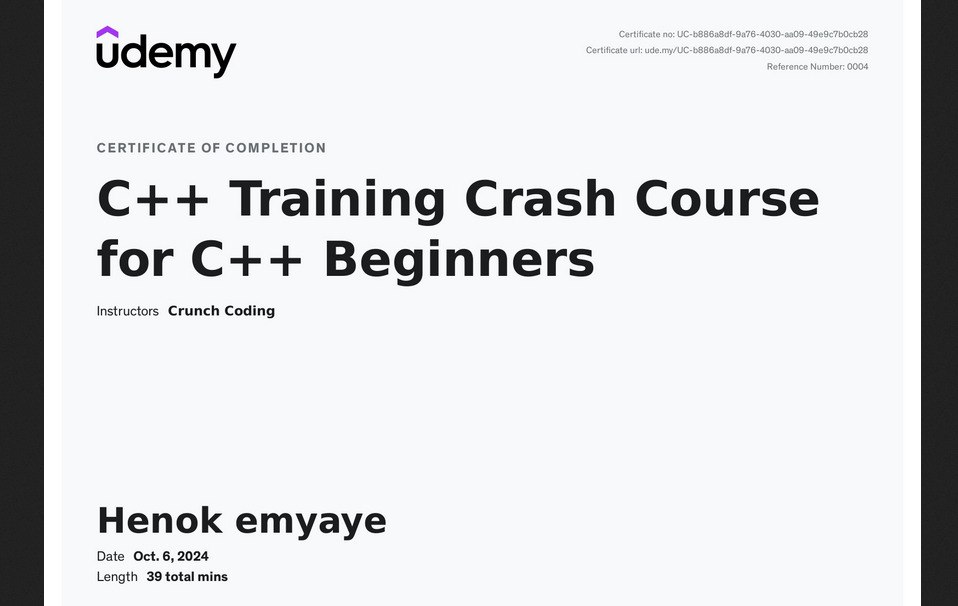 udemy
Certificate no: UC-b886a8df-9a76-4030-aa09-49e9c7b0cb28
Certificate url: ude.my/UC-b886a8df-9a76-4030-aa09-49e9c7b0cb28
Reference Number: 0004
CERTIFICATE OF COMPLETION
C++ Training Crash Course
for C++ Beginners
Instructors Crunch Coding
Henok emyaye
Date Oct. 6, 2024
Length 39 total mins